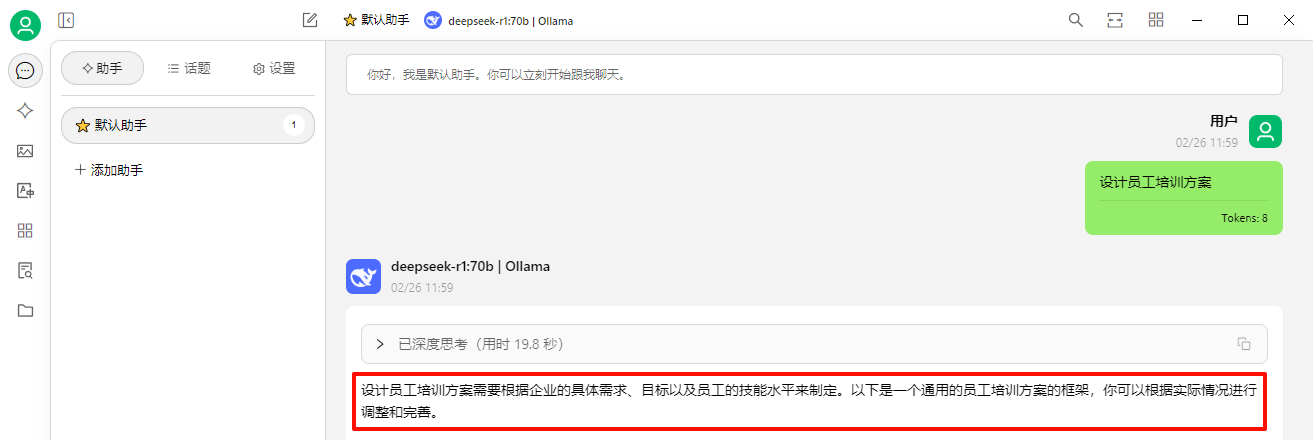 默认助手 deepseek-r1:70b | Ollama
助手 话题 设置
你好，我是默认助手。你可以立刻开始跟我聊天。
默认助手 1
添加助手
用户
02/26 11:59
设计员工培训方案
Tokens: 8
deepseek-r1:70b | Ollama
02/26 11:59
已深度思考（用时 19.8 秒）
设计员工培训方案需要根据企业的具体需求、目标以及员工的技能水平来制定。以下是一个通用的员工培训方案的框架，你可以根据实际情况进行
调整和完善。